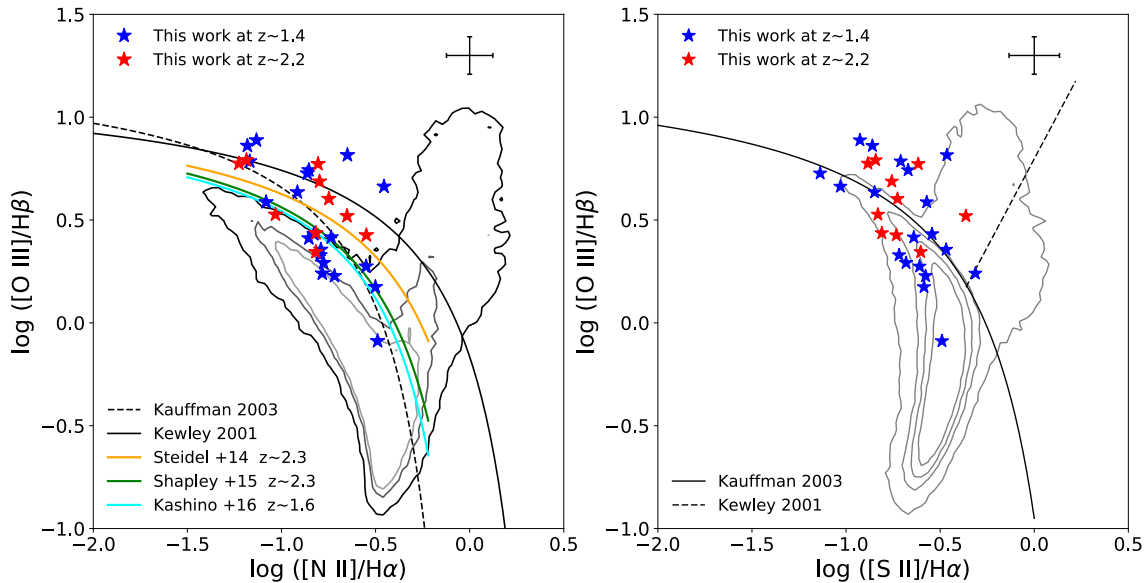 This work at z~1.4
This work at z~2.2
1.5
1.0
0.5
0.0
−0.5
−1.0
log ([O III]/Hβ)
Kauffman 2003
Kewley 2001
Steidel +14 z~2.3
Shapley +15 z~2.3
Kashino +16 z~1.6
−2.0 −1.5 −1.0 −0.5 0.0 0.5
log ([N II]/Hα)
This work at z~1.4
This work at z~2.2
1.5
1.0
0.5
0.0
−0.5
−1.0
log ([O III]/Hβ)
Kauffman 2003
Kewley 2001
−2.0 −1.5 −1.0 −0.5 0.0 0.5
log ([S II]/Hα)